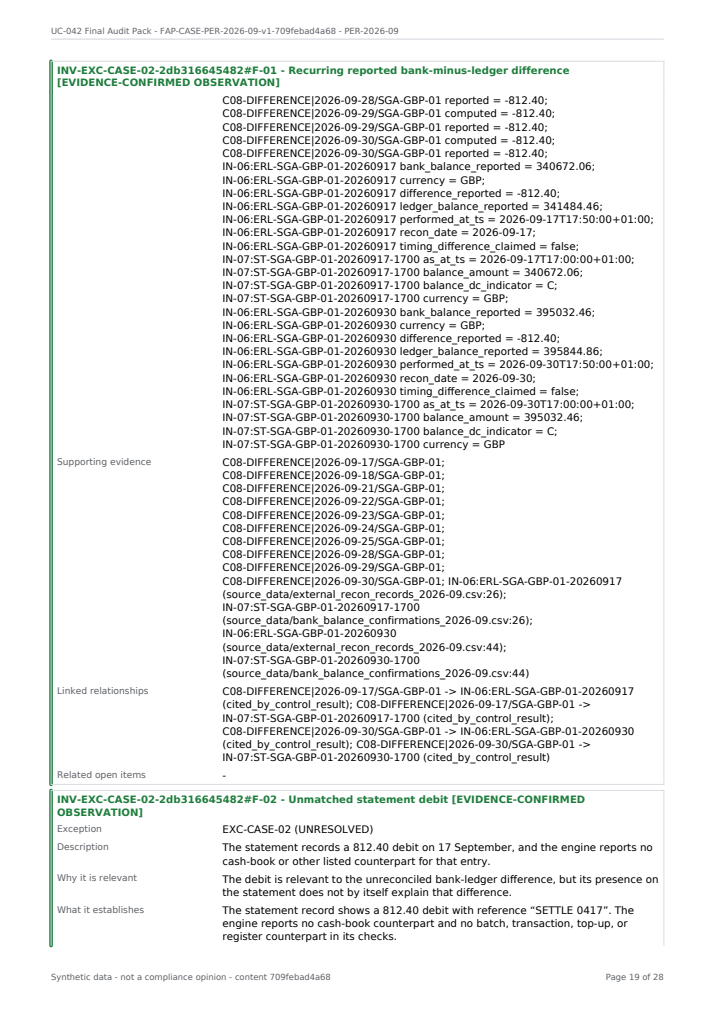 UC-042 Final Audit Pack - FAP-CASE-PER-2026-09-v1-709febad4a68 - PER-2026-09
INV-EXC-CASE-02-2db316645482#F-01 - Recurring reported bank-minus-ledger difference
[EVIDENCE-CONFIRMED OBSERVATION]
C08-DIFFERENCE|2026-09-28/SGA-GBP-01 reported = -812.40;
C08-DIFFERENCE|2026-09-29/SGA-GBP-01 computed = -812.40;
C08-DIFFERENCE|2026-09-29/SGA-GBP-01 reported = -812.40;
C08-DIFFERENCE|2026-09-30/SGA-GBP-01 computed = -812.40;
C08-DIFFERENCE|2026-09-30/SGA-GBP-01 reported = -812.40;
IN-06:ERL-SGA-GBP-01-20260917 bank_balance_reported = 340672.06;
IN-06:ERL-SGA-GBP-01-20260917 currency = GBP;
IN-06:ERL-SGA-GBP-01-20260917 difference_reported = -812.40;
IN-06:ERL-SGA-GBP-01-20260917 ledger_balance_reported = 341484.46;
IN-06:ERL-SGA-GBP-01-20260917 performed_at_ts = 2026-09-17T17:50:00+01:00;
IN-06:ERL-SGA-GBP-01-20260917 recon_date = 2026-09-17;
IN-06:ERL-SGA-GBP-01-20260917 timing_difference_claimed = false;
IN-07:ST-SGA-GBP-01-20260917-1700 as_at_ts = 2026-09-17T17:00:00+01:00;
IN-07:ST-SGA-GBP-01-20260917-1700 balance_amount = 340672.06;
IN-07:ST-SGA-GBP-01-20260917-1700 balance_dc_indicator = C;
IN-07:ST-SGA-GBP-01-20260917-1700 currency = GBP;
IN-06:ERL-SGA-GBP-01-20260930 bank_balance_reported = 395032.46;
IN-06:ERL-SGA-GBP-01-20260930 currency = GBP;
IN-06:ERL-SGA-GBP-01-20260930 difference_reported = -812.40;
IN-06:ERL-SGA-GBP-01-20260930 ledger_balance_reported = 395844.86;
IN-06:ERL-SGA-GBP-01-20260930 performed_at_ts = 2026-09-30T17:50:00+01:00;
IN-06:ERL-SGA-GBP-01-20260930 recon_date = 2026-09-30;
IN-06:ERL-SGA-GBP-01-20260930 timing_difference_claimed = false;
IN-07:ST-SGA-GBP-01-20260930-1700 as_at_ts = 2026-09-30T17:00:00+01:00;
IN-07:ST-SGA-GBP-01-20260930-1700 balance_amount = 395032.46;
IN-07:ST-SGA-GBP-01-20260930-1700 balance_dc_indicator = C;
IN-07:ST-SGA-GBP-01-20260930-1700 currency = GBP
Supporting evidence C08-DIFFERENCE|2026-09-17/SGA-GBP-01;
C08-DIFFERENCE|2026-09-18/SGA-GBP-01;
C08-DIFFERENCE|2026-09-21/SGA-GBP-01;
C08-DIFFERENCE|2026-09-22/SGA-GBP-01;
C08-DIFFERENCE|2026-09-23/SGA-GBP-01;
C08-DIFFERENCE|2026-09-24/SGA-GBP-01;
C08-DIFFERENCE|2026-09-25/SGA-GBP-01;
C08-DIFFERENCE|2026-09-28/SGA-GBP-01;
C08-DIFFERENCE|2026-09-29/SGA-GBP-01;
C08-DIFFERENCE|2026-09-30/SGA-GBP-01; IN-06:ERL-SGA-GBP-01-20260917
(source_data/external_recon_records_2026-09.csv:26);
IN-07:ST-SGA-GBP-01-20260917-1700
(source_data/bank_balance_confirmations_2026-09.csv:26);
IN-06:ERL-SGA-GBP-01-20260930
(source_data/external_recon_records_2026-09.csv:44);
IN-07:ST-SGA-GBP-01-20260930-1700
(source_data/bank_balance_confirmations_2026-09.csv:44)
Linked relationships C08-DIFFERENCE|2026-09-17/SGA-GBP-01 -> IN-06:ERL-SGA-GBP-01-20260917
(cited_by_control_result); C08-DIFFERENCE|2026-09-17/SGA-GBP-01 ->
IN-07:ST-SGA-GBP-01-20260917-1700 (cited_by_control_result);
C08-DIFFERENCE|2026-09-30/SGA-GBP-01 -> IN-06:ERL-SGA-GBP-01-20260930
(cited_by_control_result); C08-DIFFERENCE|2026-09-30/SGA-GBP-01 ->
IN-07:ST-SGA-GBP-01-20260930-1700 (cited_by_control_result)
Related open items -
INV-EXC-CASE-02-2db316645482#F-02 - Unmatched statement debit [EVIDENCE-CONFIRMED
OBSERVATION]
Exception EXC-CASE-02 (UNRESOLVED)
Description The statement records a 812.40 debit on 17 September, and the engine reports no
cash-book or other listed counterpart for that entry.
Why it is relevant The debit is relevant to the unreconciled bank-ledger difference, but its presence on
the statement does not by itself explain that difference.
What it establishes The statement record shows a 812.40 debit with reference “SETTLE 0417”. The
engine reports no cash-book counterpart and no batch, transaction, top-up, or
register counterpart in its checks.
Synthetic data - not a compliance opinion - content 709febad4a68 Page 19 of 28